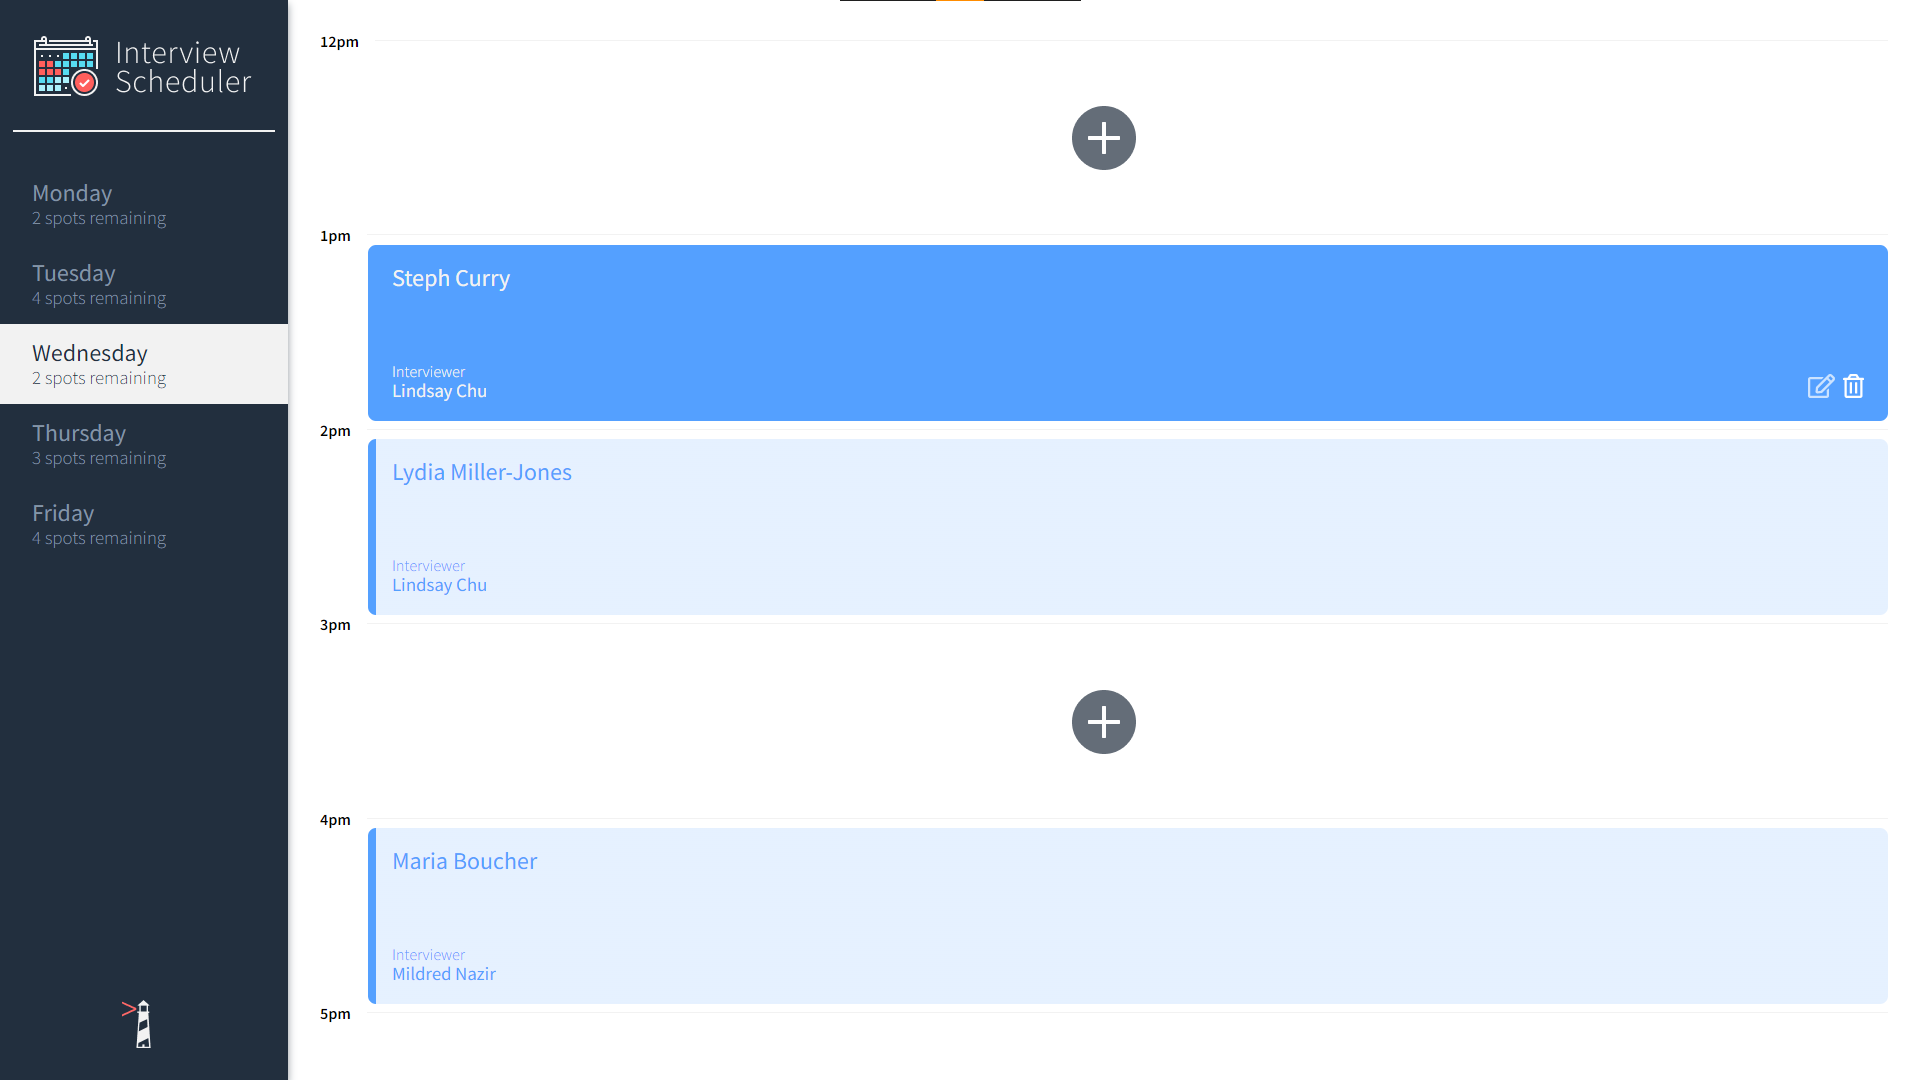 Interview
Scheduler
Monday
2 spots remaining
Tuesday
4 spots remaining
Wednesday
2 spots remaining
Thursday
3 spots remaining
Friday
4 spots remaining
12pm
1pm
Steph Curry
Interviewer
Lindsay Chu
2pm
Lydia Miller-Jones
Interviewer
Lindsay Chu
3pm
4pm
Maria Boucher
Interviewer
Mildred Nazir
5pm